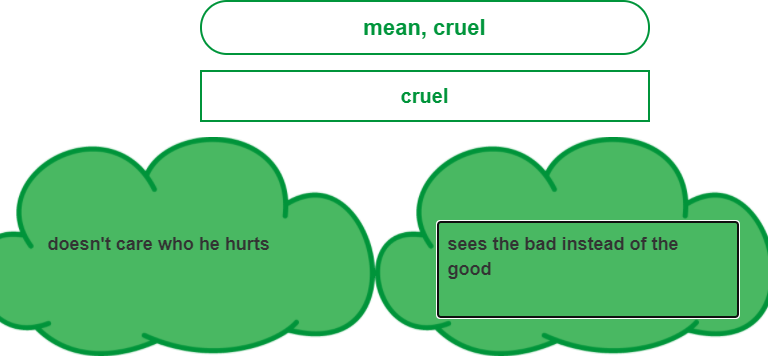 mean, cruel
cruel
doesn't care who he hurts
sees the bad instead of the
good